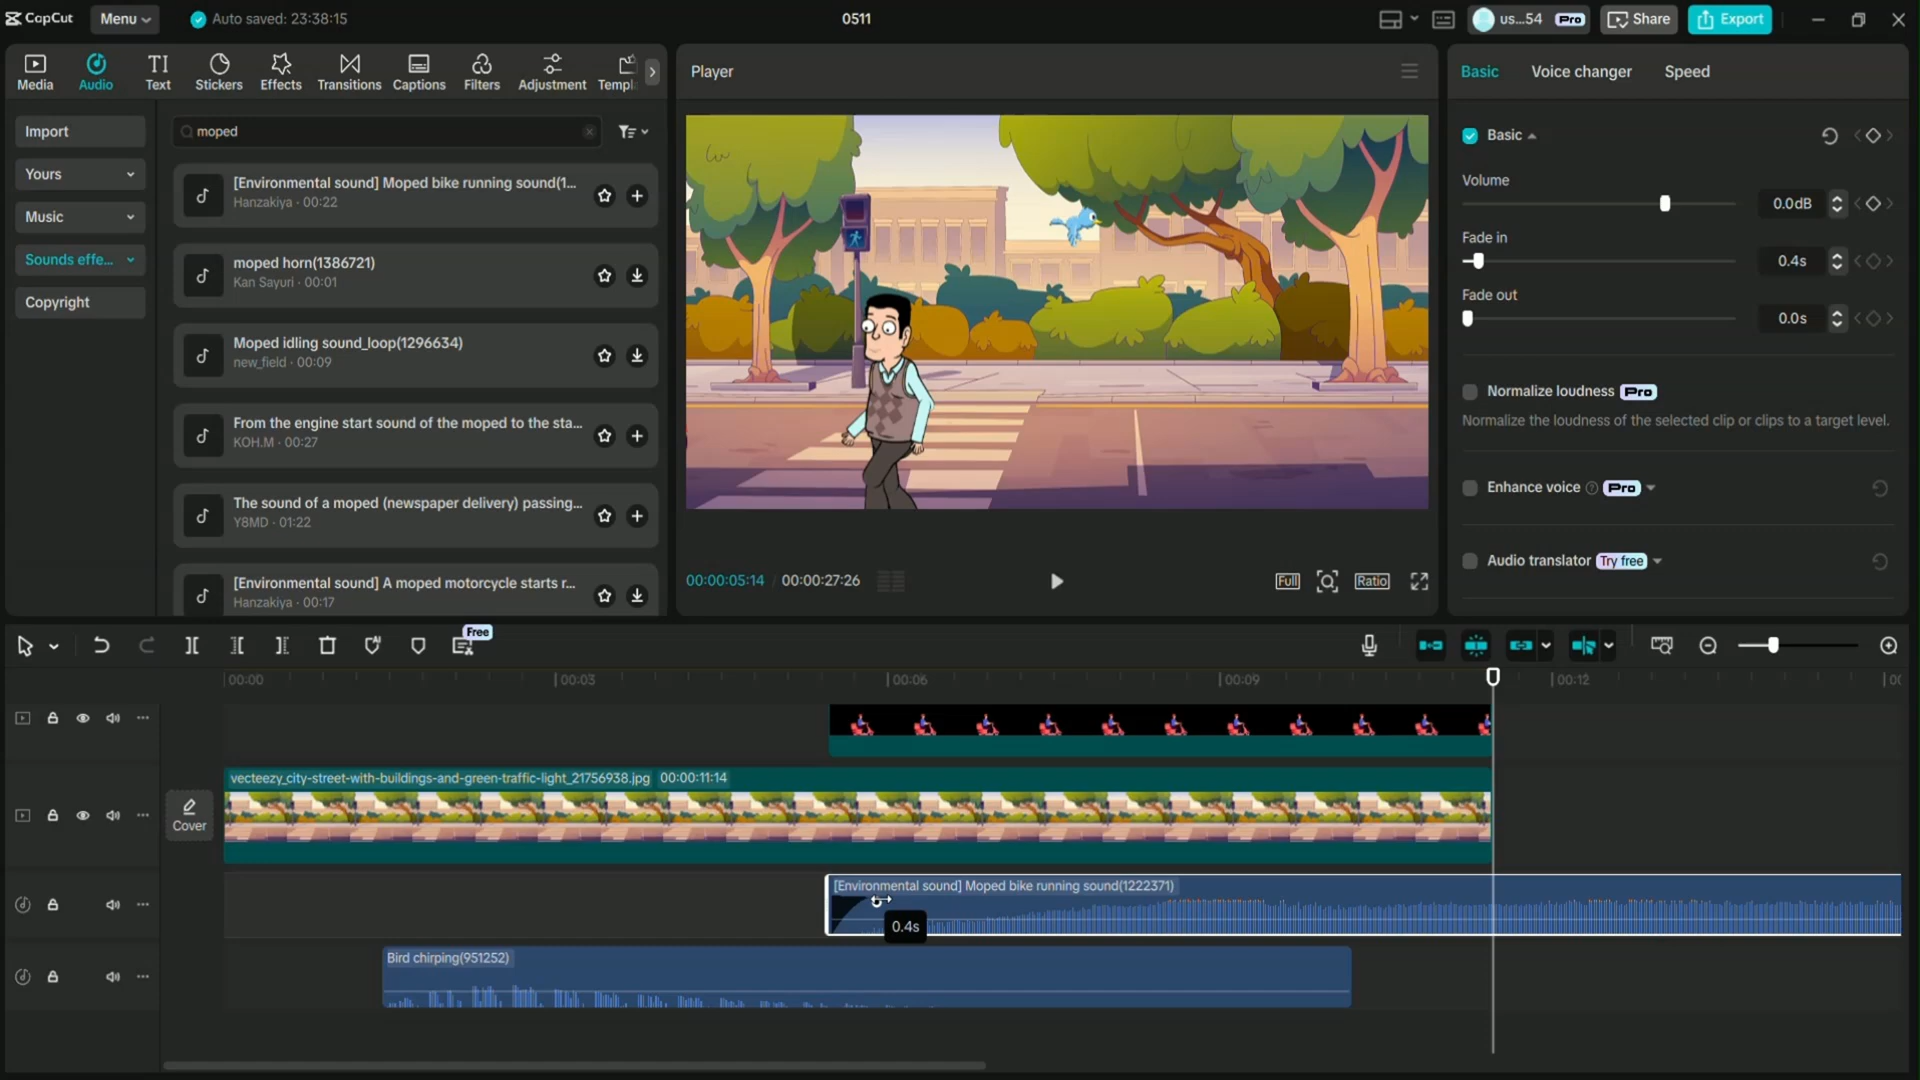 CapCut
Menu
Auto saved: 23:38:15
0511
us...54 Pro
Share
Export
Media
Audio
Text
Stickers
Effects
Transitions
Captions
Filters
Adjustment
Templ
Import
Yours
Music
Sounds effe...
Copyright
moped
[Environmental sound] Moped bike running sound(1...
Hanzakiya · 00:22
moped horn(1386721)
Kan Sayuri · 00:01
Moped idling sound_loop(1296634)
new_field · 00:09
From the engine start sound of the moped to the sta...
KOH.M · 00:27
The sound of a moped (newspaper delivery) passing...
Y8MD · 01:22
[Environmental sound] A moped motorcycle starts r...
Hanzakiya · 00:17
Player
00:00:05:14 / 00:00:27:26
Full
Ratio
Basic
Voice changer
Speed
Basic
Volume
0.0dB
Fade in
0.4s
Fade out
0.0s
Normalize loudness Pro
Normalize the loudness of the selected clip or clips to a target level.
Enhance voice Pro
Audio translator Try free
Free
00:00
00:03
00:06
00:09
00:12
Cover
vecteezy_city-street-with-buildings-and-green-traffic-light_21756938.jpg 00:00:11:14
[Environmental sound] Moped bike running sound(1222371)
0.4s
Bird chirping(951252)